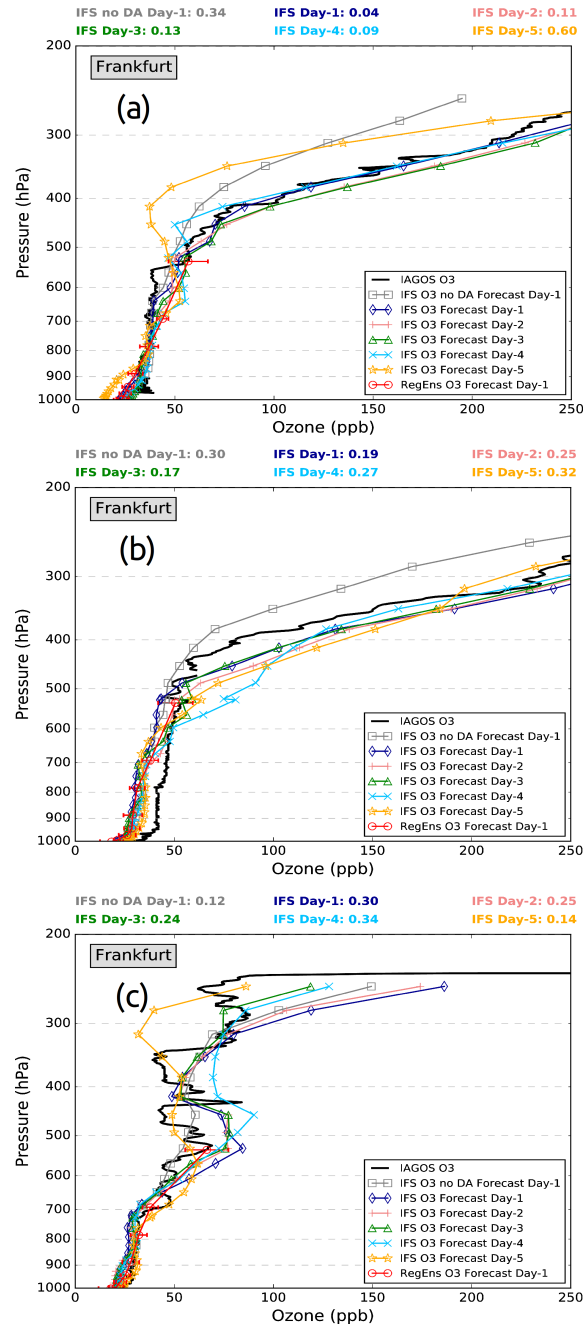 IFS no DA Day-1: 0.34 IFS Day-1: 0.04 IFS Day-2: 0.11
IFS Day-3: 0.13 IFS Day-4: 0.09 IFS Day-5: 0.60
200
Frankfurt
(a)
300
400
500
600
700
800
900
1000
Pressure (hPa)
IAGOS O3
IFS O3 no DA Forecast Day-1
IFS O3 Forecast Day-1
IFS O3 Forecast Day-2
IFS O3 Forecast Day-3
IFS O3 Forecast Day-4
IFS O3 Forecast Day-5
RegEns O3 Forecast Day-1
0 50 100 150 200 250
Ozone (ppb)
IFS no DA Day-1: 0.30 IFS Day-1: 0.19 IFS Day-2: 0.25
IFS Day-3: 0.17 IFS Day-4: 0.27 IFS Day-5: 0.32
200
Frankfurt
(b)
300
400
500
600
700
800
900
1000
Pressure (hPa)
IAGOS O3
IFS O3 no DA Forecast Day-1
IFS O3 Forecast Day-1
IFS O3 Forecast Day-2
IFS O3 Forecast Day-3
IFS O3 Forecast Day-4
IFS O3 Forecast Day-5
RegEns O3 Forecast Day-1
0 50 100 150 200 250
Ozone (ppb)
IFS no DA Day-1: 0.12 IFS Day-1: 0.30 IFS Day-2: 0.25
IFS Day-3: 0.24 IFS Day-4: 0.34 IFS Day-5: 0.14
200
Frankfurt
(c)
300
400
500
600
700
800
900
1000
Pressure (hPa)
IAGOS O3
IFS O3 no DA Forecast Day-1
IFS O3 Forecast Day-1
IFS O3 Forecast Day-2
IFS O3 Forecast Day-3
IFS O3 Forecast Day-4
IFS O3 Forecast Day-5
RegEns O3 Forecast Day-1
0 50 100 150 200 250
Ozone (ppb)